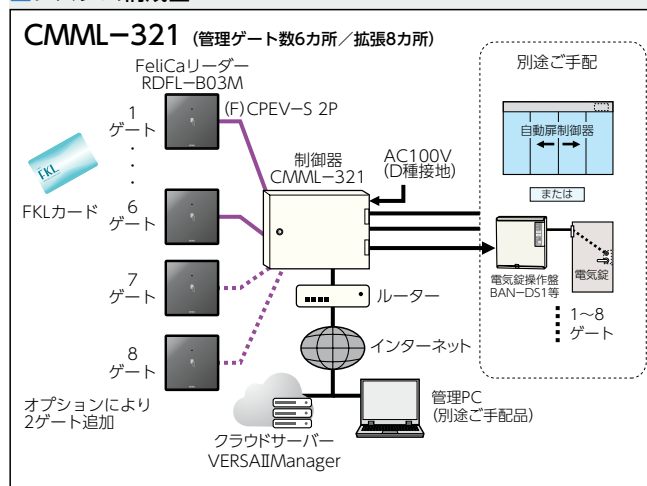 CMML−321 (管理ゲート数6カ所／拡張8カ所)
FeliCaリーダー
RDFL−B03M
(F)CPEV−S 2P
1
ゲート
・
・
・
6
ゲート
7
ゲート
8
ゲート
FKL
FKLカード
オプションにより
2ゲート追加
制御器
CMML−321
AC100V
(D種接地)
ルーター
インターネット
クラウドサーバー
VERSAⅡManager
管理PC
(別途ご手配品)
別途ご手配
自動扉制御器
または
電気錠操作盤
BAN−DS1等
電気錠
1〜8
ゲート